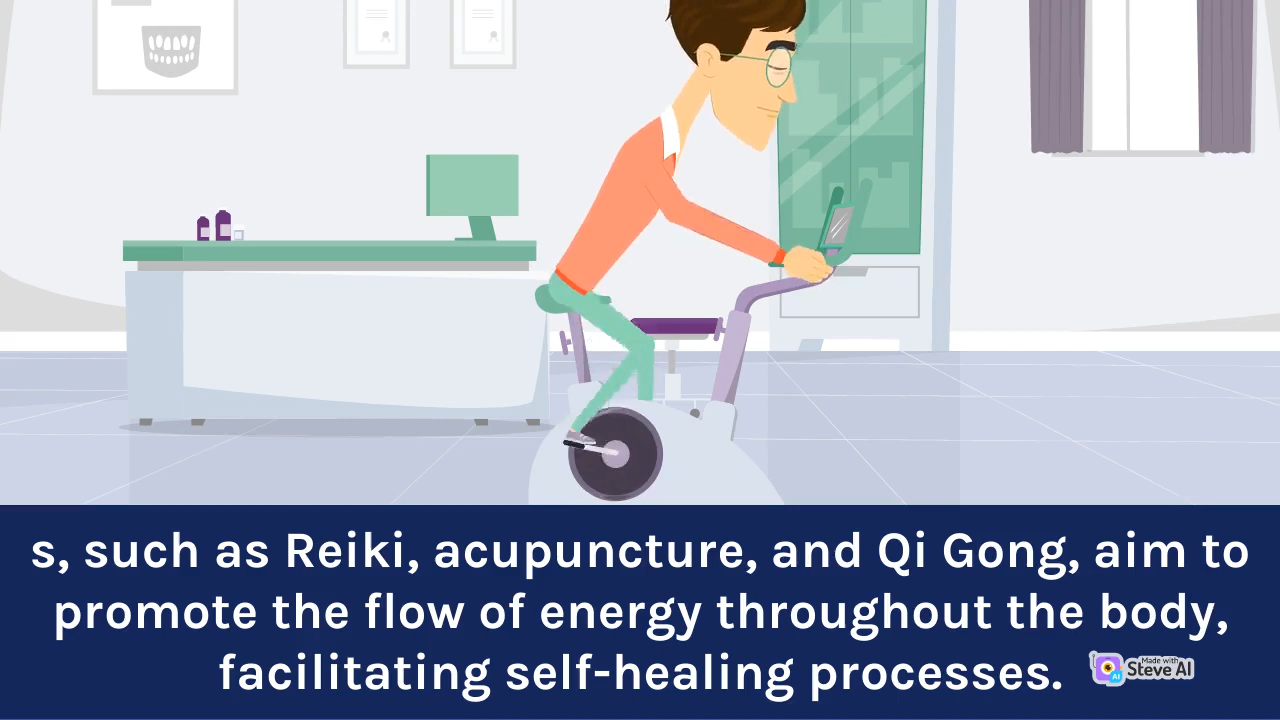 s, such as Reiki, acupuncture, and Qi Gong, aim to
promote the flow of energy throughout the body,
facilitating self-healing processes.
Made with
Steve AI
AI